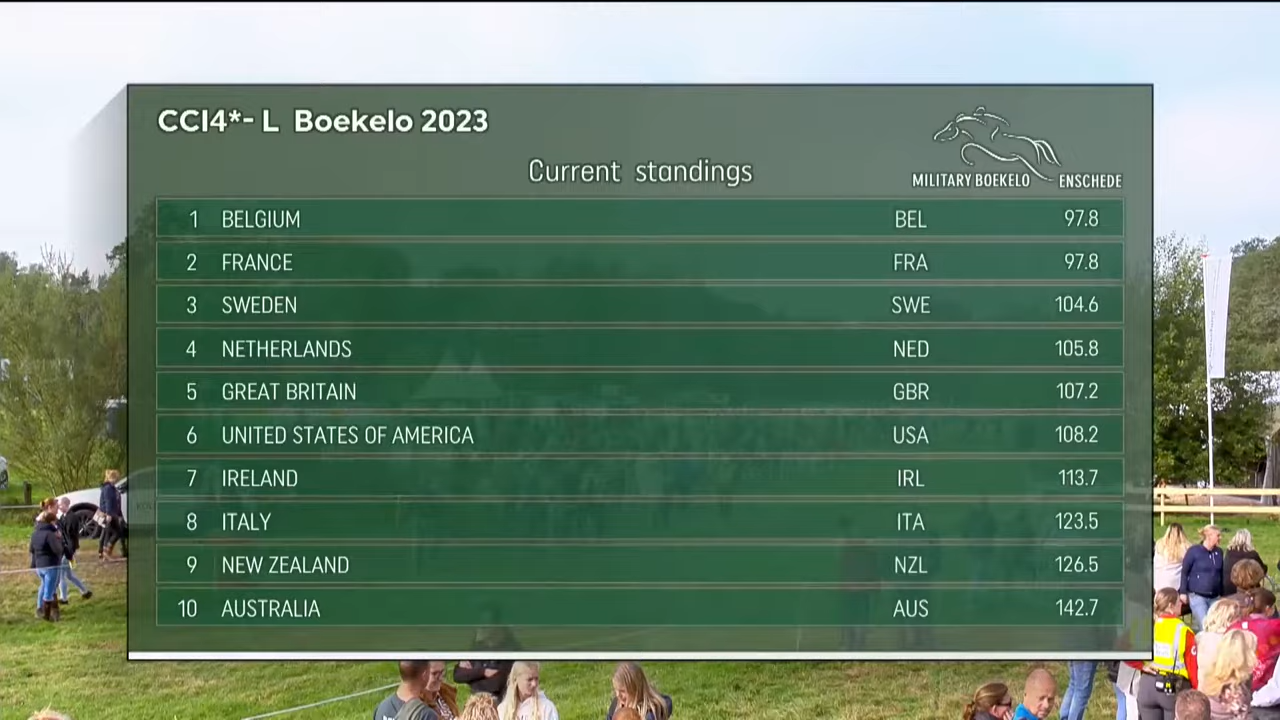 CCI4*- L Boekelo 2023
Current standings
MILITARY BOEKELO ENSCHEDE
1 BELGIUM BEL 97.8
2 FRANCE FRA 97.8
3 SWEDEN SWE 104.6
4 NETHERLANDS NED 105.8
5 GREAT BRITAIN GBR 107.2
6 UNITED STATES OF AMERICA USA 108.2
7 IRELAND IRL 113.7
8 ITALY ITA 123.5
9 NEW ZEALAND NZL 126.5
10 AUSTRALIA AUS 142.7